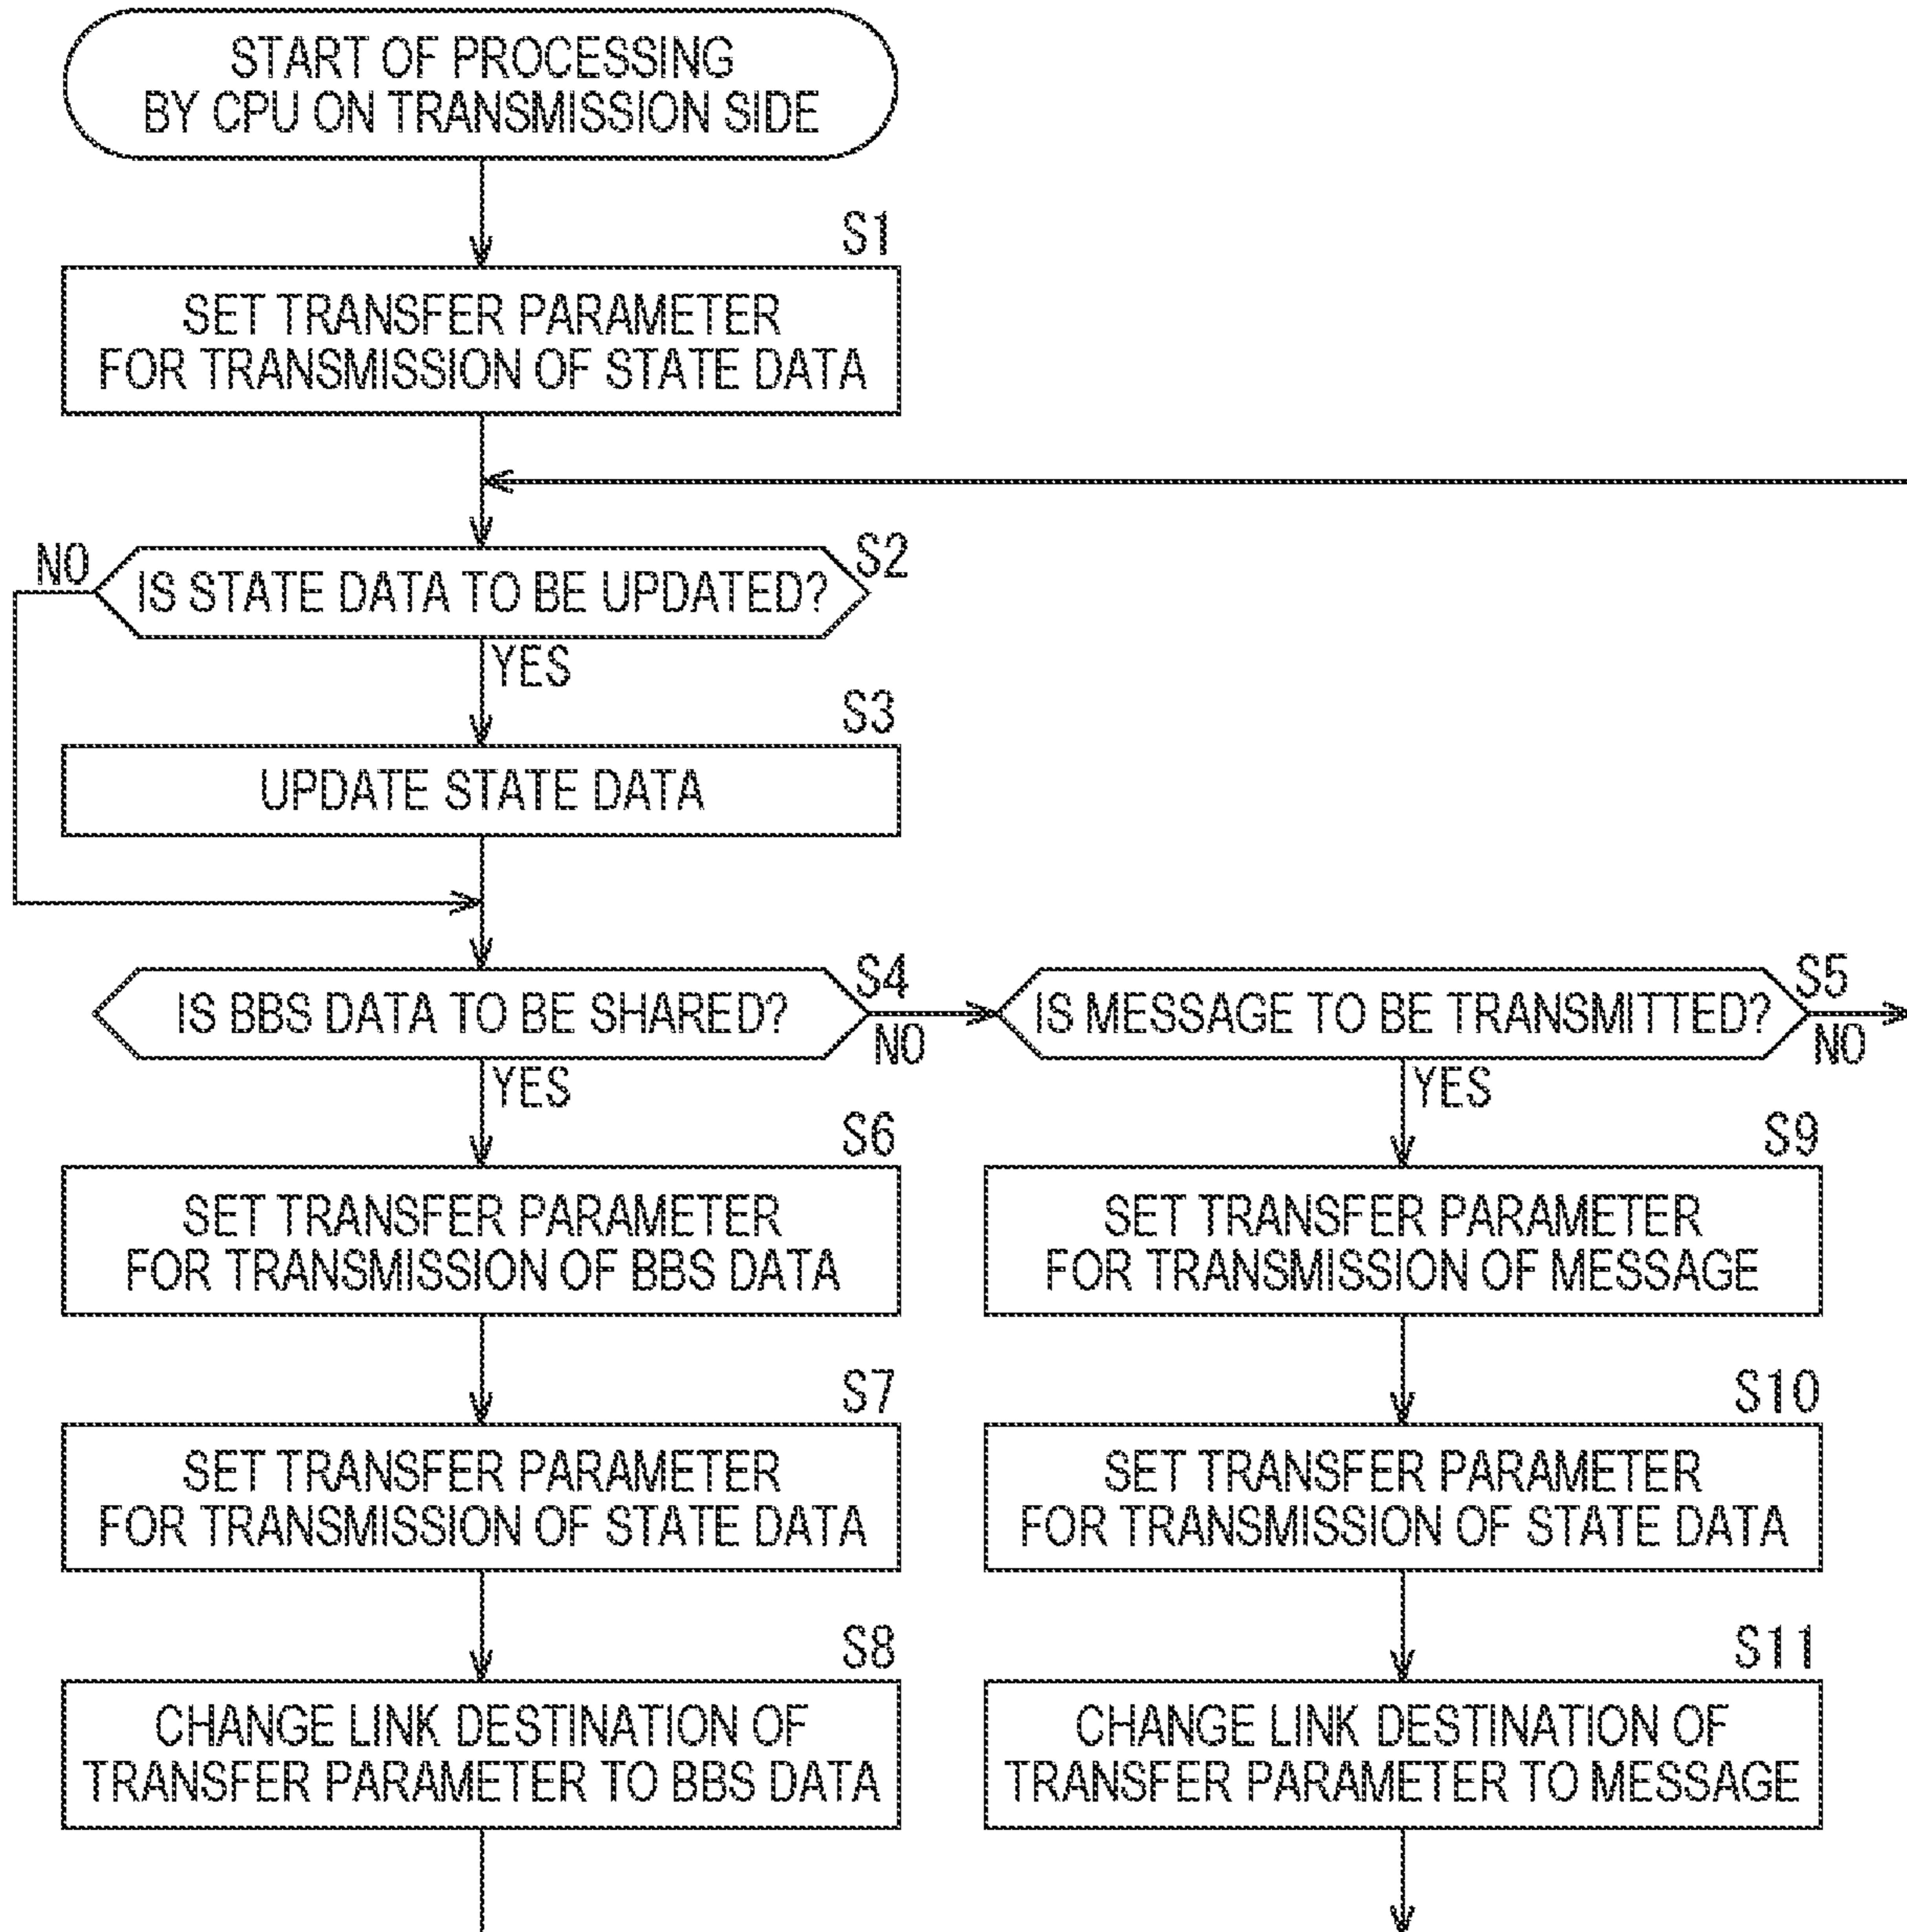 START OF PROCESSING
BY CPU ON TRANSMISSION SIDE
S1
SET TRANSFER PARAMETER
FOR TRANSMISSION OF STATE DATA
NO
S2
IS STATE DATA TO BE UPDATED?
YES
S3
UPDATE STATE DATA
S4
IS BBS DATA TO BE SHARED?
NO
YES
S5
IS MESSAGE TO BE TRANSMITTED?
NO
YES
S6
SET TRANSFER PARAMETER
FOR TRANSMISSION OF BBS DATA
S9
SET TRANSFER PARAMETER
FOR TRANSMISSION OF MESSAGE
S7
SET TRANSFER PARAMETER
FOR TRANSMISSION OF STATE DATA
S10
SET TRANSFER PARAMETER
FOR TRANSMISSION OF STATE DATA
S8
CHANGE LINK DESTINATION OF
TRANSFER PARAMETER TO BBS DATA
S11
CHANGE LINK DESTINATION OF
TRANSFER PARAMETER TO MESSAGE